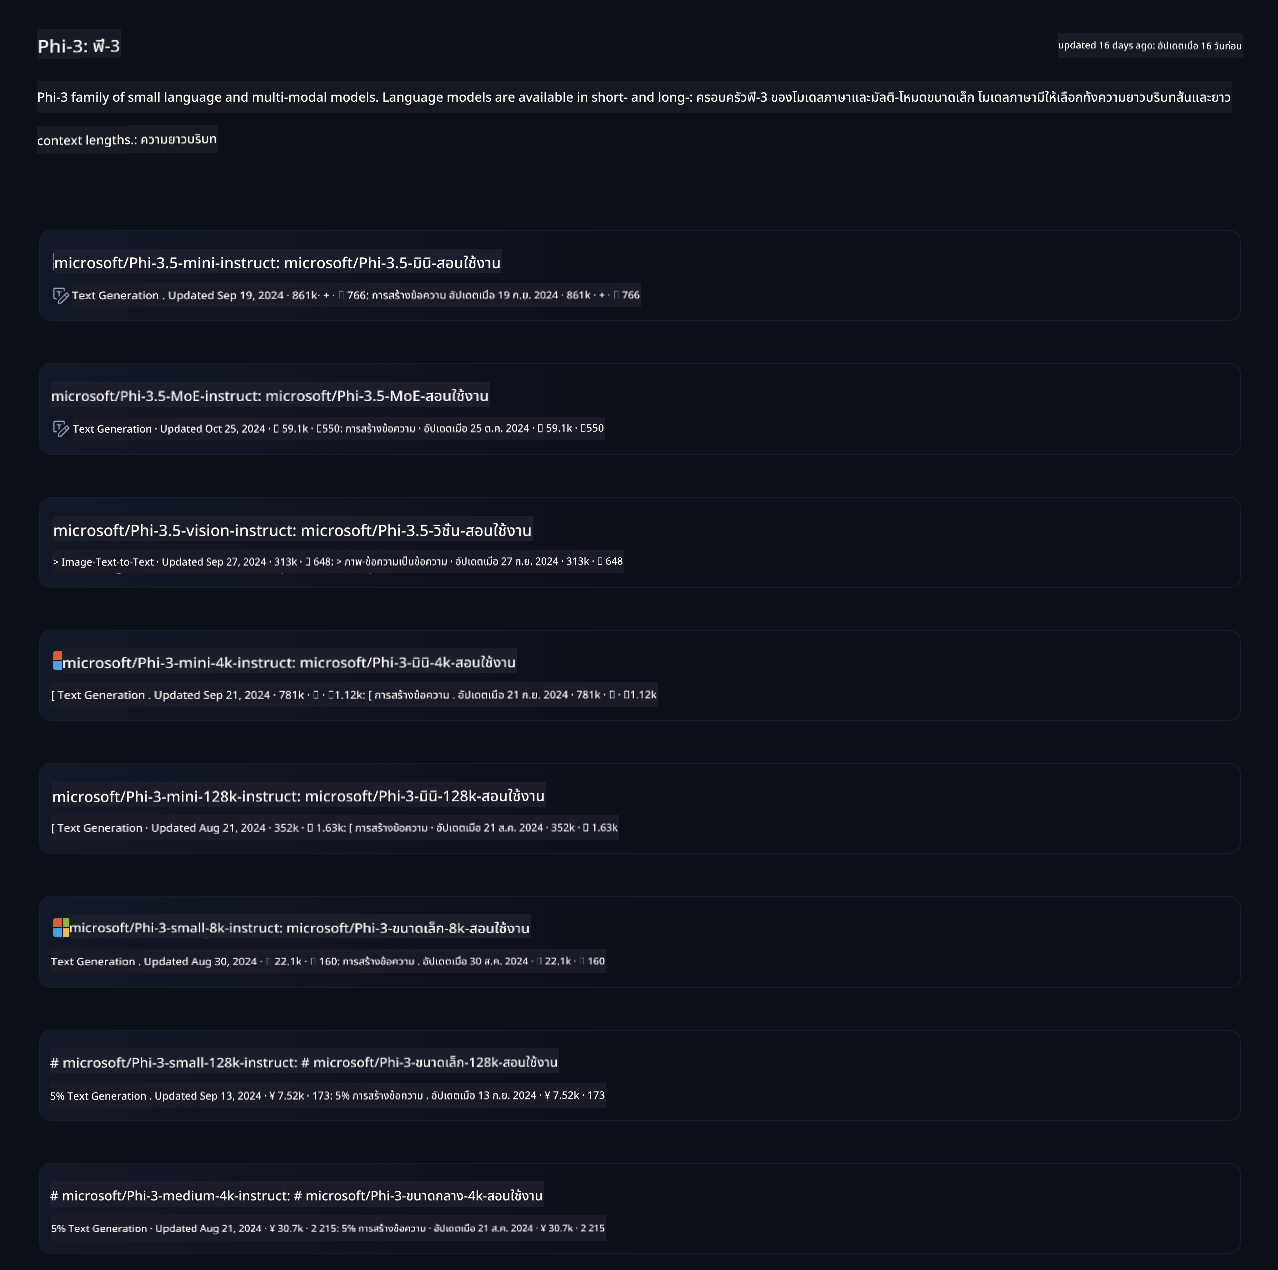 Phi-3: ฟี-3
updated 16 days ago: อัปเดตเมื่อ 16 วันก่อน
Phi-3 family of small language and multi-modal models. Language models are available in short- and long-: ครอบครัวฟี-3 ของโมเดลภาษาและมัลติ-โหมดขนาดเล็ก โมเดลภาษามีให้เลือกทั้งความยาวบริบทสั้นและยาว
context lengths.: ความยาวบริบท
microsoft/Phi-3.5-mini-instruct: microsoft/Phi-3.5-มินิ-สอนใช้งาน
Text Generation . Updated Sep 19, 2024 · 861k· + · 766: การสร้างข้อความ อัปเดตเมื่อ 19 ก.ย. 2024 · 861k · + · 766
microsoft/Phi-3.5-MoE-instruct: microsoft/Phi-3.5-MoE-สอนใช้งาน
Text Generation · Updated Oct 25, 2024 · 59.1k · 550: การสร้างข้อความ · อัปเดตเมื่อ 25 ต.ค. 2024 · 59.1k · 550
microsoft/Phi-3.5-vision-instruct: microsoft/Phi-3.5-วิชั่น-สอนใช้งาน
> Image-Text-to-Text · Updated Sep 27, 2024 · 313k · 648: > ภาพ-ข้อความเป็นข้อความ · อัปเดตเมื่อ 27 ก.ย. 2024 · 313k · 648
microsoft/Phi-3-mini-4k-instruct: microsoft/Phi-3-มินิ-4k-สอนใช้งาน
[ Text Generation . Updated Sep 21, 2024 · 781k · · 1.12k: [ การสร้างข้อความ . อัปเดตเมื่อ 21 ก.ย. 2024 · 781k · · 1.12k
microsoft/Phi-3-mini-128k-instruct: microsoft/Phi-3-มินิ-128k-สอนใช้งาน
[ Text Generation · Updated Aug 21, 2024 · 352k · 1.63k: [ การสร้างข้อความ · อัปเดตเมื่อ 21 ส.ค. 2024 · 352k · 1.63k
microsoft/Phi-3-small-8k-instruct: microsoft/Phi-3-ขนาดเล็ก-8k-สอนใช้งาน
Text Generation . Updated Aug 30, 2024 · 22.1k · 160: การสร้างข้อความ . อัปเดตเมื่อ 30 ส.ค. 2024 · 22.1k · 160
# microsoft/Phi-3-small-128k-instruct: # microsoft/Phi-3-ขนาดเล็ก-128k-สอนใช้งาน
5% Text Generation . Updated Sep 13, 2024 · ¥ 7.52k · 173: 5% การสร้างข้อความ . อัปเดตเมื่อ 13 ก.ย. 2024 · ¥ 7.52k · 173
# microsoft/Phi-3-medium-4k-instruct: # microsoft/Phi-3-ขนาดกลาง-4k-สอนใช้งาน
5% Text Generation · Updated Aug 21, 2024 · ¥ 30.7k · 2 215: 5% การสร้างข้อความ · อัปเดตเมื่อ 21 ส.ค. 2024 · ¥ 30.7k · 2 215